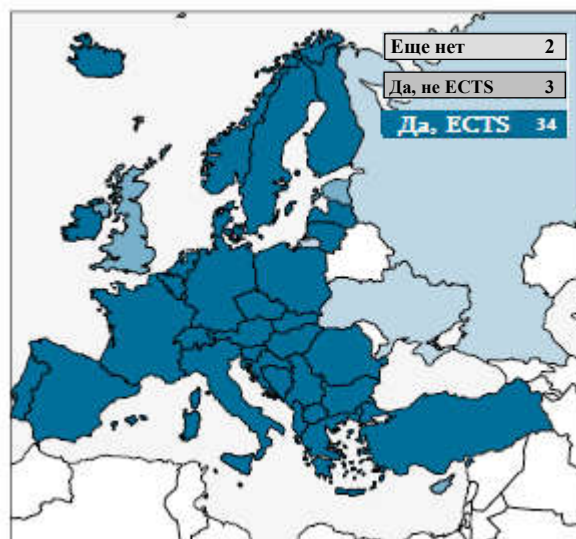 Еще нет 2
Да, не ECTS 3
Да, ECTS 34